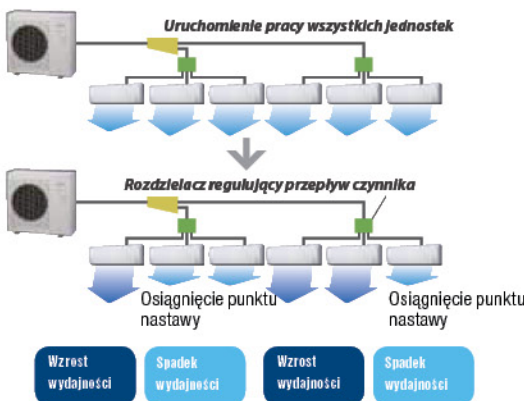 Uruchomienie pracy wszystkich jednostek
Rozdzielacz regulujący przepływ czynnika
Osiągnięcie punktu
nastawy
Osiągnięcie punktu
nastawy
Wzrost
wydajności
Spadek
wydajności
Wzrost
wydajności
Spadek
wydajności